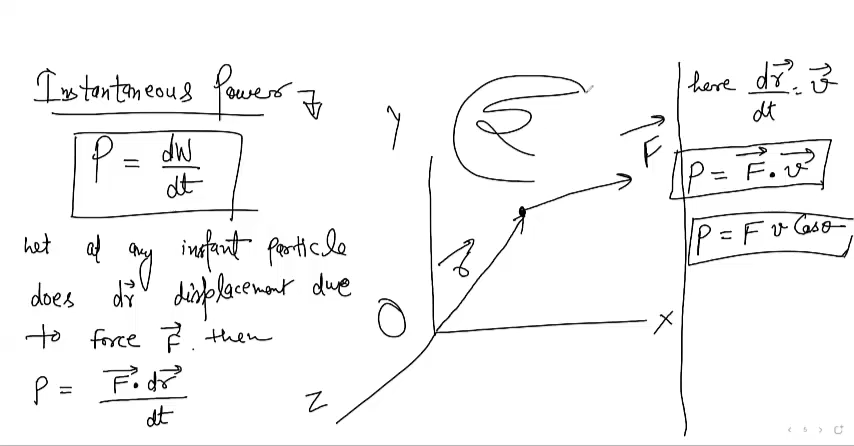 Instantaneous Power
P = dW/dt
Let at any instant particle
does dr⃗ displacement due
to force F⃗. then
P = F⃗ · dr⃗/dt
Y
r⃗
F⃗
O
X
Z
here dr⃗/dt = v⃗
P = F⃗ · v⃗
P = F v Cosθ
5